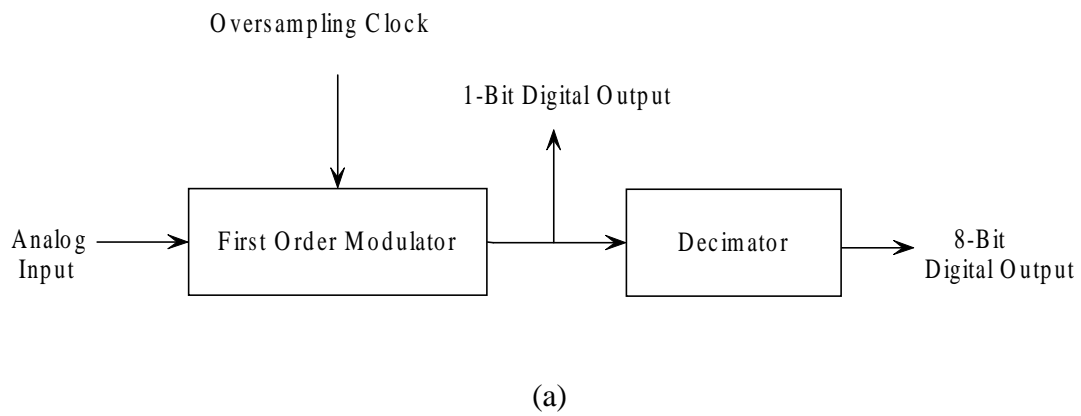 Oversampling Clock
1-Bit Digital Output
Analog
Input
First Order Modulator
Decimator
8-Bit
Digital Output
(a)